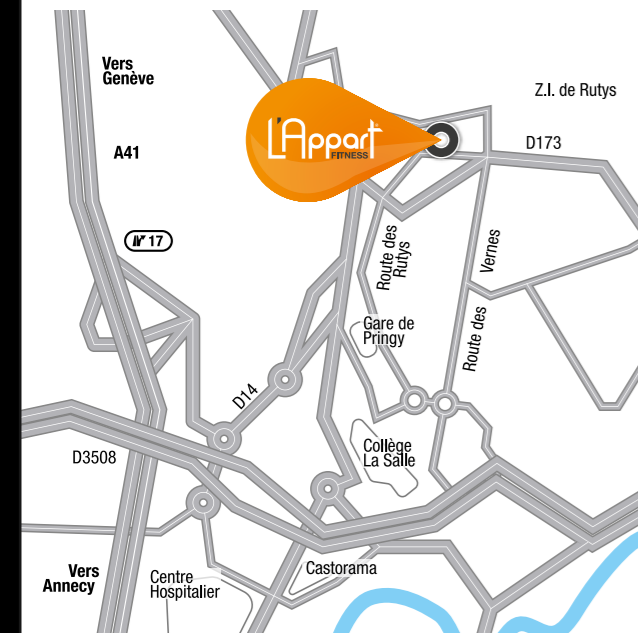 Vers
Genève
Z.I. de Rutys
L'Appart
FITNESS
D173
A41
17
Route des
Rutys
Vernes
Route des
Gare de
Pringy
D14
Collège
La Salle
D3508
Castorama
Vers
Annecy
Centre
Hospitalier